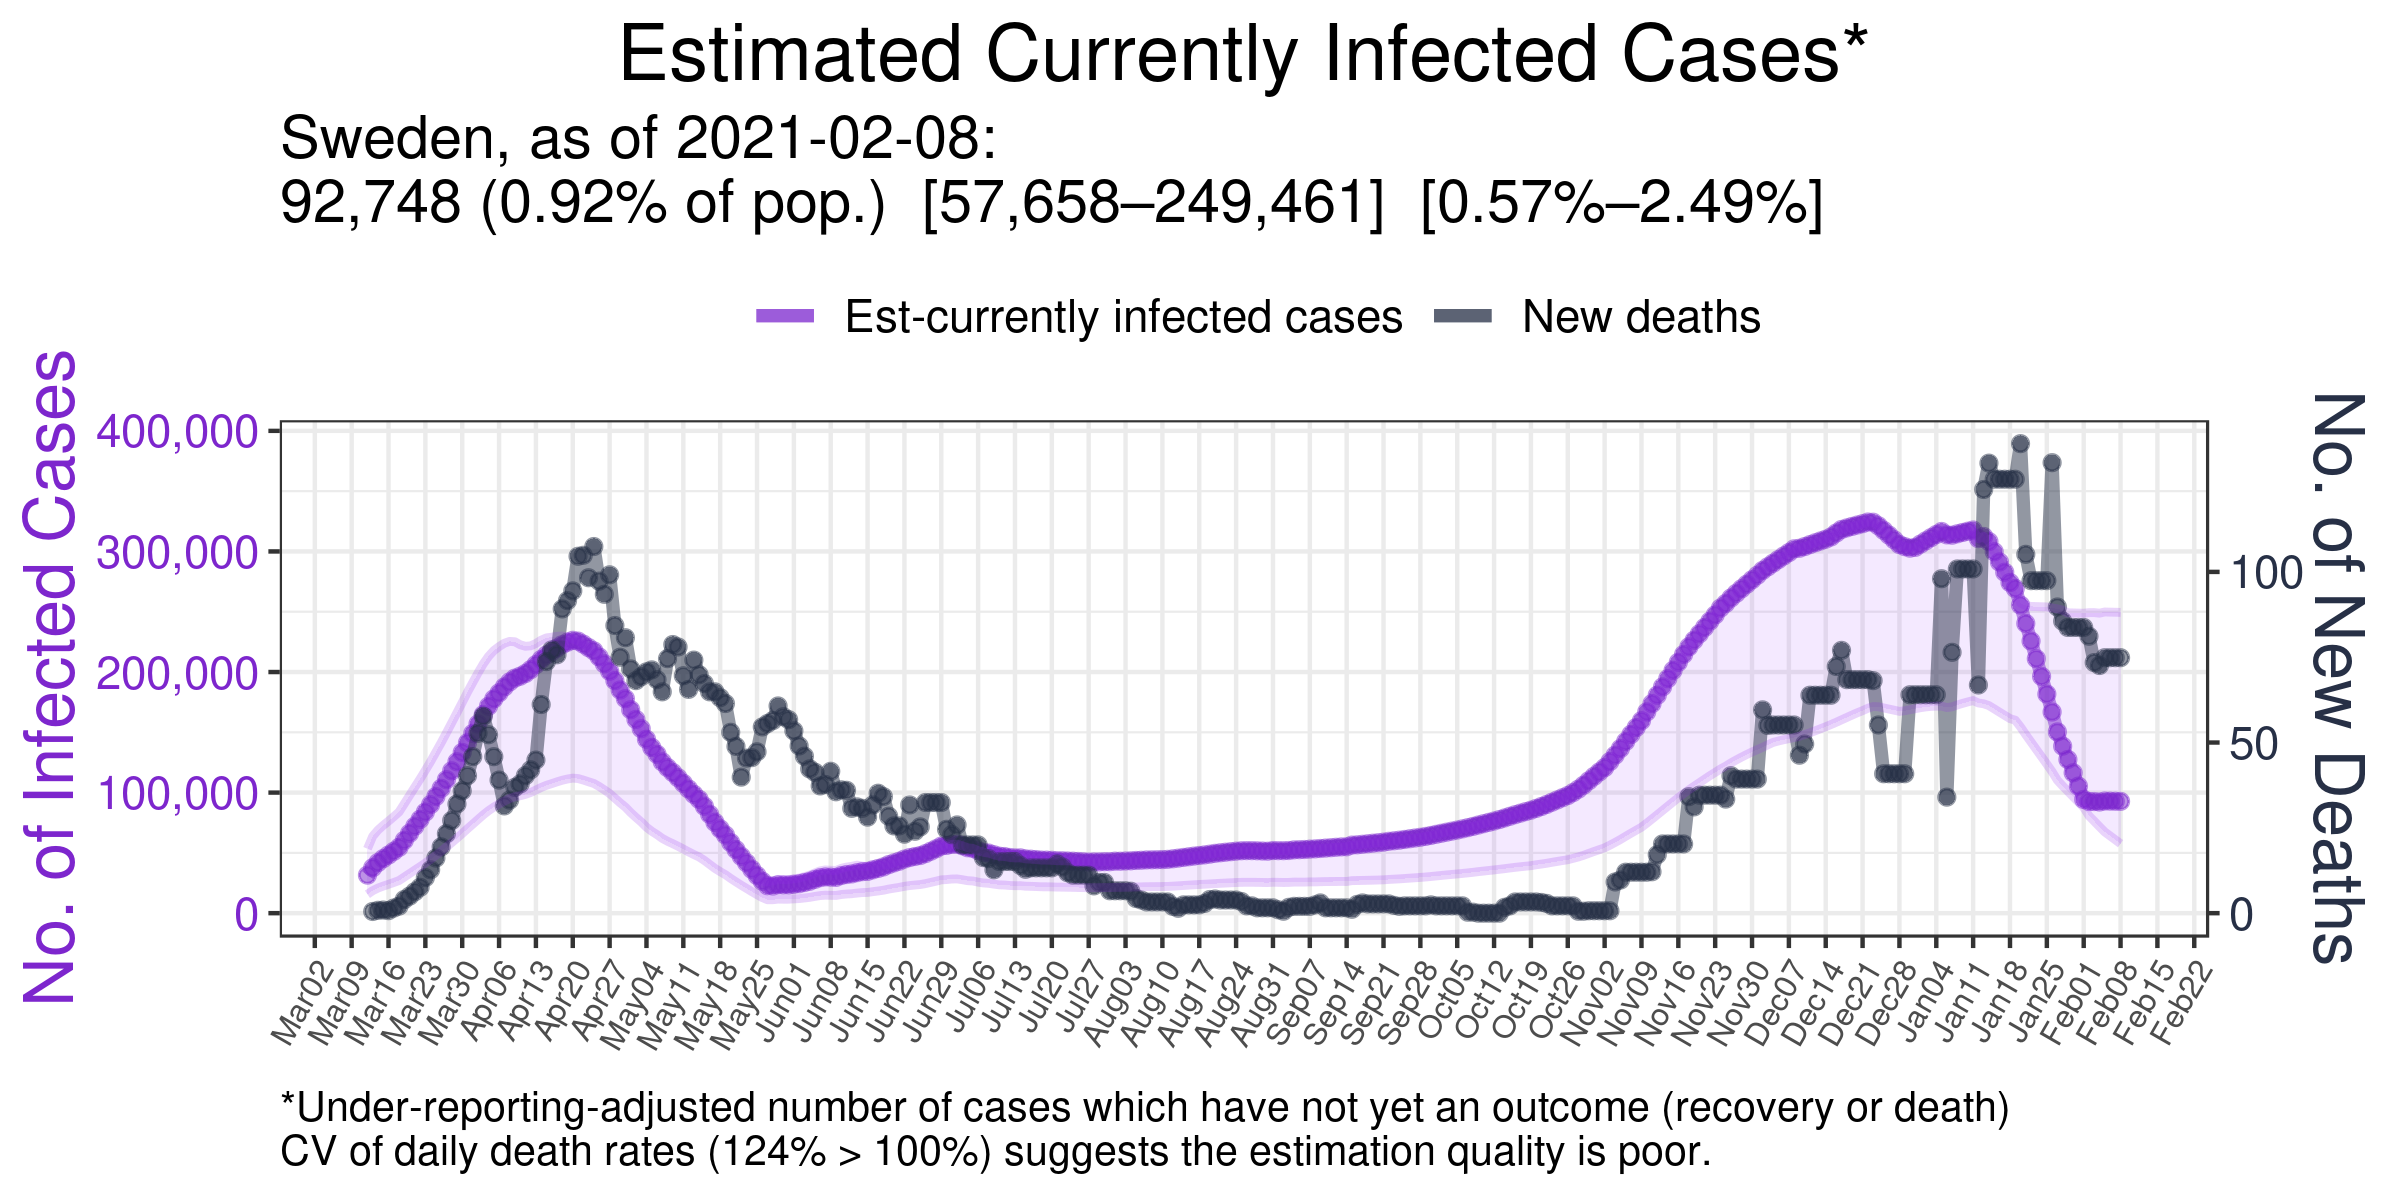 Estimated Currently Infected Cases*
Sweden, as of 2021-02-08:
92,748 (0.92% of pop.)  [57,658–249,461]  [0.57%–2.49%]
Est-currently infected cases
New deaths
No. of Infected Cases
400,000
300,000
200,000
100,000
0
No. of New Deaths
100
50
0
Mar02
Mar09
Mar16
Mar23
Mar30
Apr06
Apr13
Apr20
Apr27
May04
May11
May18
May25
Jun01
Jun08
Jun15
Jun22
Jun29
Jul06
Jul13
Jul20
Jul27
Aug03
Aug10
Aug17
Aug24
Aug31
Sep07
Sep14
Sep21
Sep28
Oct05
Oct12
Oct19
Oct26
Nov02
Nov09
Nov16
Nov23
Nov30
Dec07
Dec14
Dec21
Dec28
Jan04
Jan11
Jan18
Jan25
Feb01
Feb08
Feb15
Feb22
*Under-reporting-adjusted number of cases which have not yet an outcome (recovery or death)
CV of daily death rates (124% > 100%) suggests the estimation quality is poor.